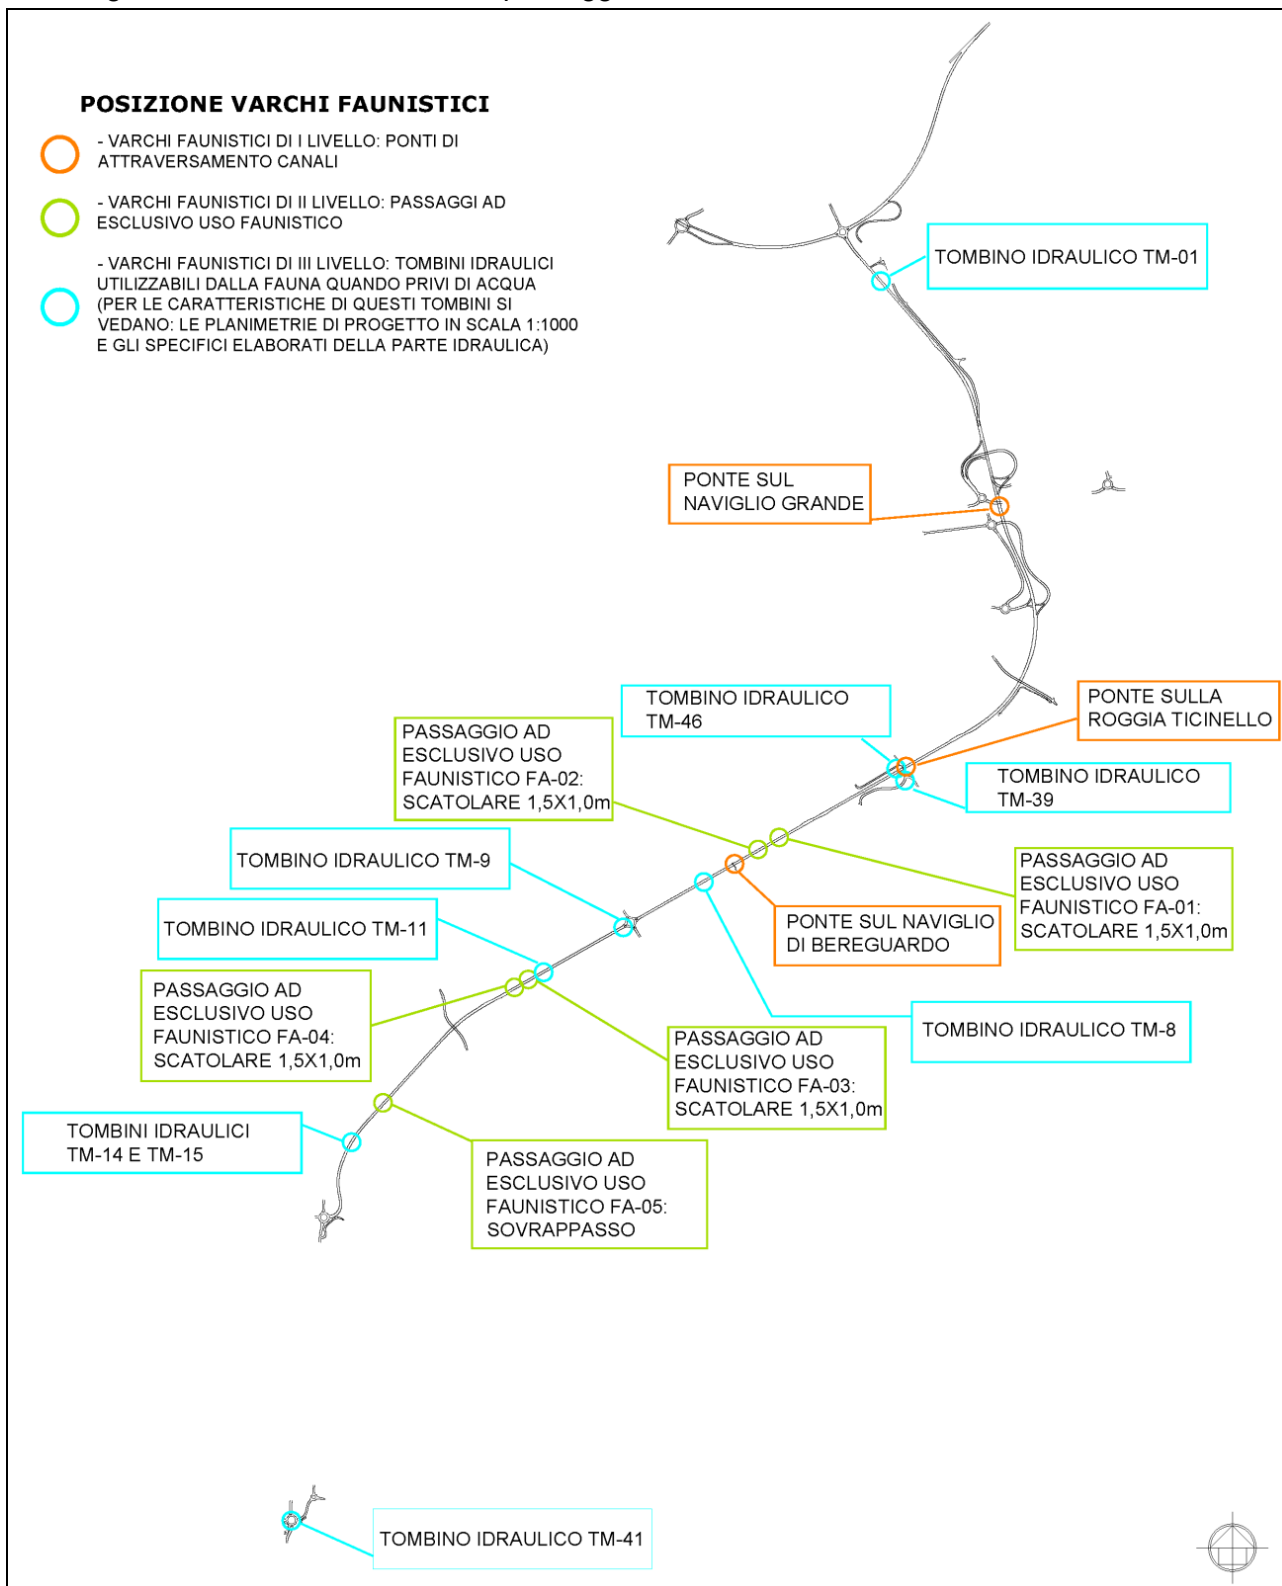 POSIZIONE VARCHI FAUNISTICI
- VARCHI FAUNISTICI DI I LIVELLO: PONTI DI
ATTRAVERSAMENTO CANALI
- VARCHI FAUNISTICI DI II LIVELLO: PASSAGGI AD
ESCLUSIVO USO FAUNISTICO
- VARCHI FAUNISTICI DI III LIVELLO: TOMBINI IDRAULICI
UTILIZZABILI DALLA FAUNA QUANDO PRIVI DI ACQUA
(PER LE CARATTERISTICHE DI QUESTI TOMBINI SI
VEDANO: LE PLANIMETRIE DI PROGETTO IN SCALA 1:1000
E GLI SPECIFICI ELABORATI DELLA PARTE IDRAULICA)
TOMBINO IDRAULICO TM-01
PONTE SUL
NAVIGLIO GRANDE
TOMBINO IDRAULICO
TM-46
PONTE SULLA
ROGGIA TICINELLO
PASSAGGIO AD
ESCLUSIVO USO
FAUNISTICO FA-02:
SCATOLARE 1,5X1,0m
TOMBINO IDRAULICO
TM-39
TOMBINO IDRAULICO TM-9
PASSAGGIO AD
ESCLUSIVO USO
FAUNISTICO FA-01:
SCATOLARE 1,5X1,0m
TOMBINO IDRAULICO TM-11
PONTE SUL NAVIGLIO
DI BEREGUARDO
PASSAGGIO AD
ESCLUSIVO USO
FAUNISTICO FA-04:
SCATOLARE 1,5X1,0m
TOMBINO IDRAULICO TM-8
PASSAGGIO AD
ESCLUSIVO USO
FAUNISTICO FA-03:
SCATOLARE 1,5X1,0m
TOMBINI IDRAULICI
TM-14 E TM-15
PASSAGGIO AD
ESCLUSIVO USO
FAUNISTICO FA-05:
SOVRAPPASSO
TOMBINO IDRAULICO TM-41